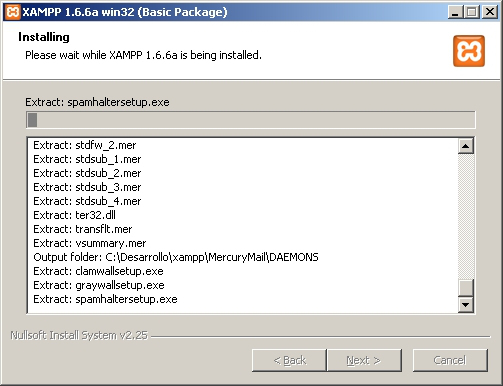 XAMPP 1.6.6a win32 (Basic Package)
Installing
Please wait while XAMPP 1.6.6a is being installed.
Extract: spamhaltersetup.exe
Extract: stdfw_2.mer
Extract: stdsub_1.mer
Extract: stdsub_2.mer
Extract: stdsub_3.mer
Extract: stdsub_4.mer
Extract: ter32.dll
Extract: transflt.mer
Extract: vsummary.mer
Output folder: C:\Desarrollo\xampp\MercuryMail\DAEMONS
Extract: clamwallsetup.exe
Extract: graywallsetup.exe
Extract: spamhaltersetup.exe
Nullsoft Install System v2.25
< Back
Next >
Cancel